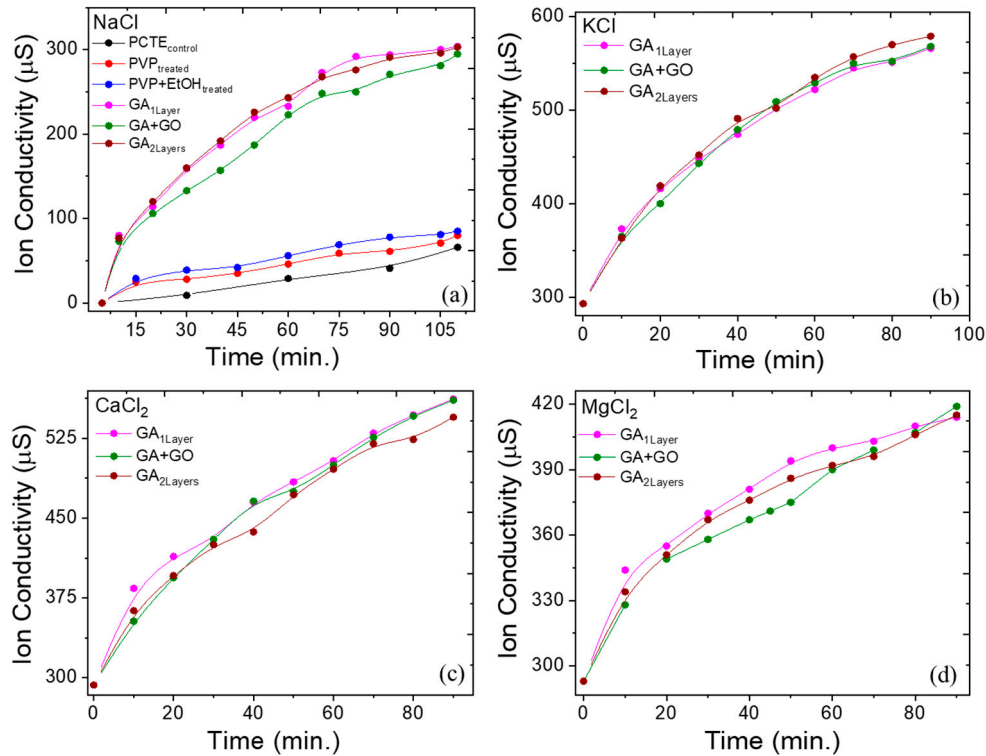 NaCl
PCTEcontrol
PVPtreated
PVP+EtOHtreated
GA1Layer
GA+GO
GA2Layers
300
200
100
0
Ion Conductivity (µS)
15 30 45 60 75 90 105
Time (min.)
(a)
KCl
GA1Layer
GA+GO
GA2Layers
600
500
400
300
Ion Conductivity (µS)
0 20 40 60 80 100
Time (min)
(b)
CaCl2
GA1Layer
GA+GO
GA2Layers
525
450
375
300
Ion Conductivity (µS)
0 20 40 60 80
Time (min.)
(c)
MgCl2
GA1Layer
GA+GO
GA2Layers
420
390
360
330
300
Ion Conductivity (µS)
0 20 40 60 80
Time (min.)
(d)